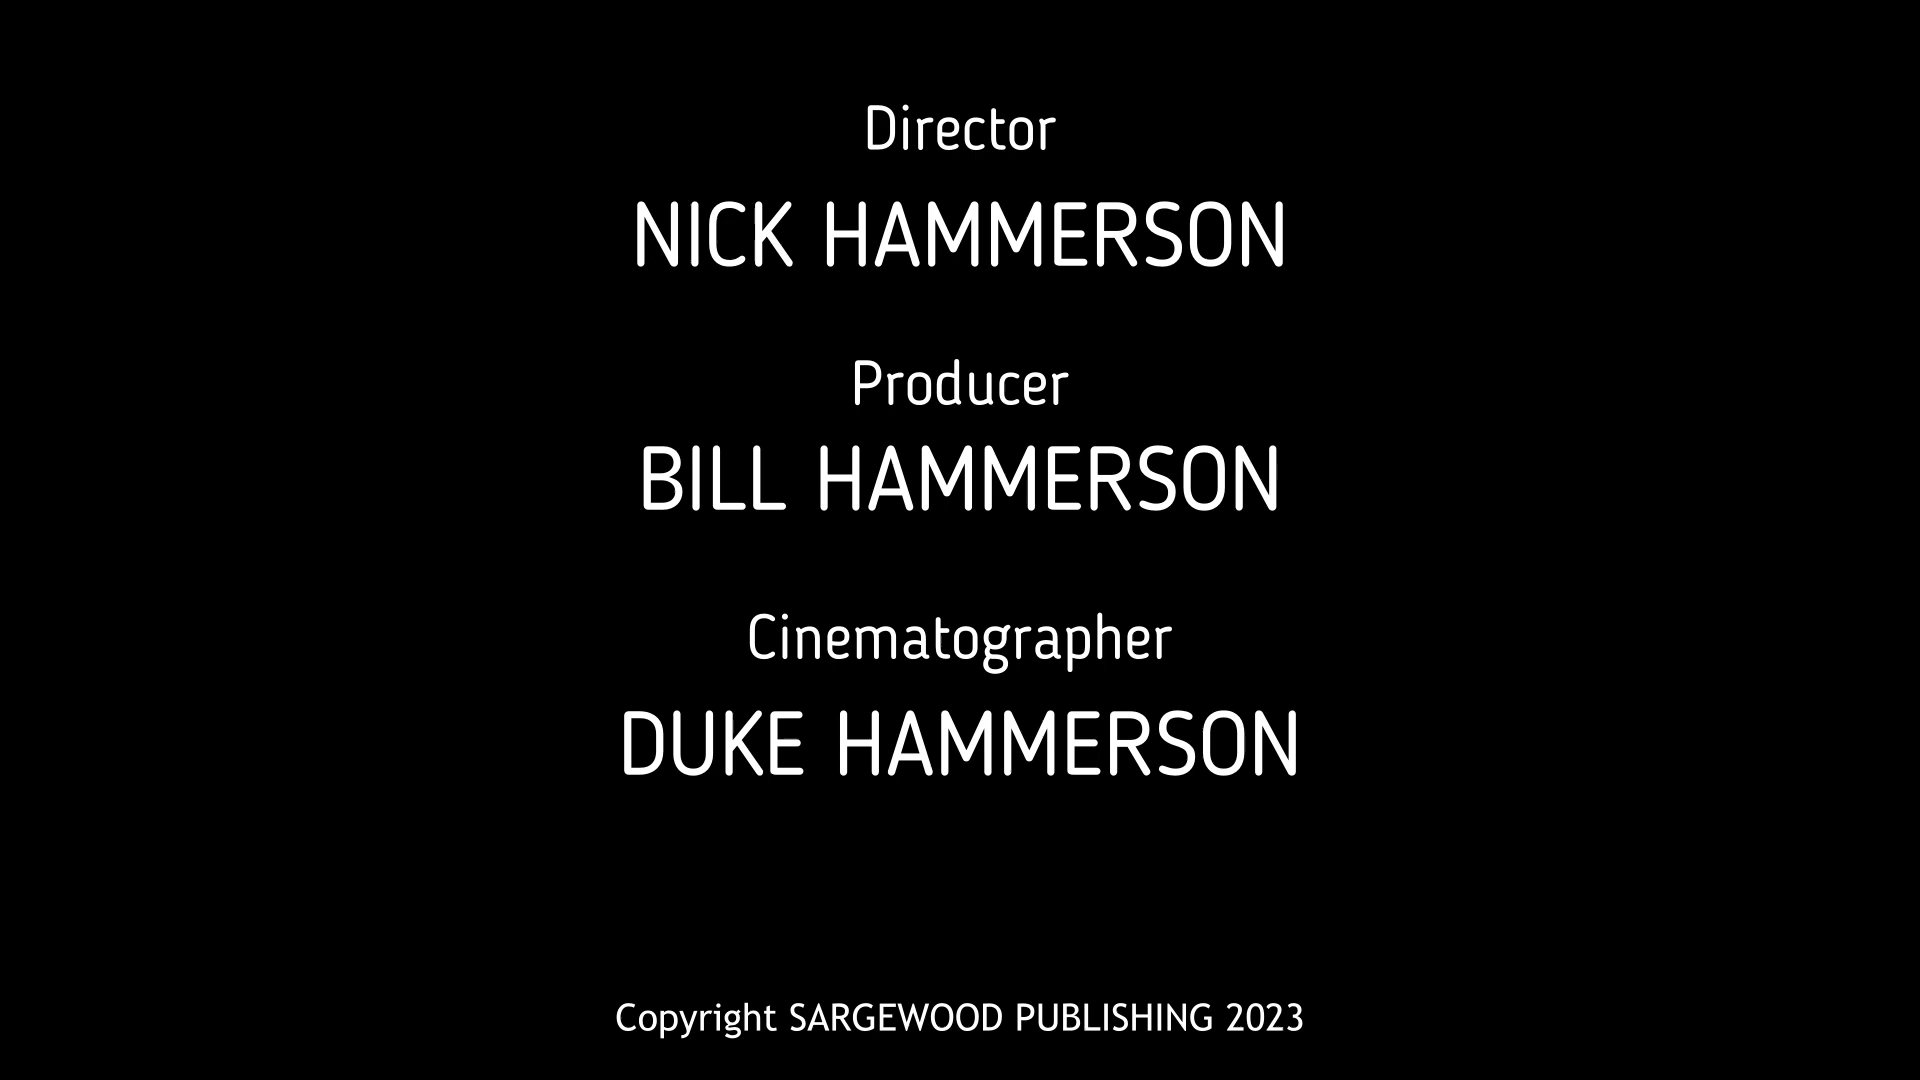 Director
NICK HAMMERSON
Producer
BILL HAMMERSON
Cinematographer
DUKE HAMMERSON
Copyright SARGEWOOD PUBLISHING 2023